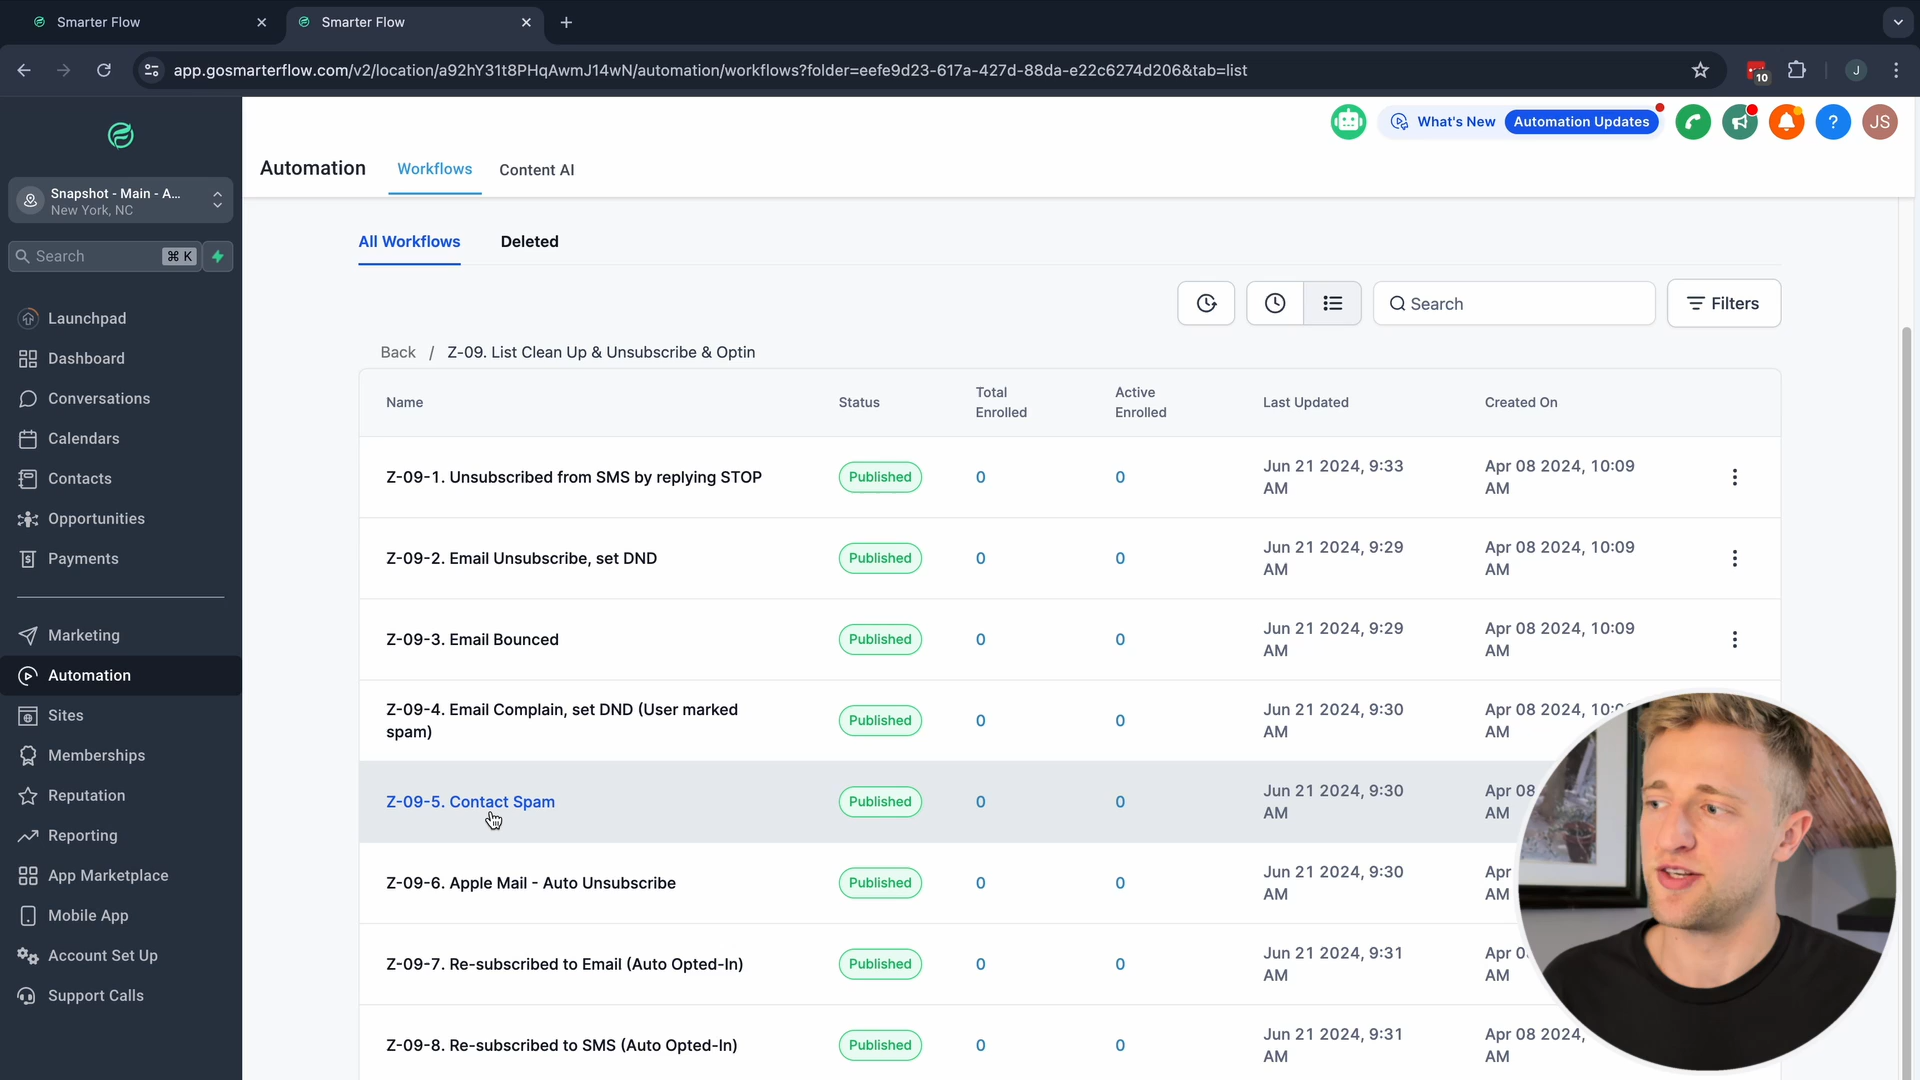 Smarter Flow
Smarter Flow
app.gosmarterflow.com/v2/location/a92hY31t8PHqAwmJ14wN/automation/workflows?folder=eefe9d23-617a-427d-88da-e22c6274d206&tab=list
10
J
What's New
Automation Updates
?
JS
Snapshot - Main - A...
New York, NC
Search
⌘ K
Automation
Workflows
Content AI
Launchpad
Dashboard
Conversations
Calendars
Contacts
Opportunities
Payments
Marketing
Automation
Sites
Memberships
Reputation
Reporting
App Marketplace
Mobile App
Account Set Up
Support Calls
All Workflows
Deleted
Search
Filters
Back / Z-09. List Clean Up & Unsubscribe & Optin
Name
Status
Total
Enrolled
Active
Enrolled
Last Updated
Created On
Z-09-1. Unsubscribed from SMS by replying STOP
Published
0
0
Jun 21 2024, 9:33
AM
Apr 08 2024, 10:09
AM
Z-09-2. Email Unsubscribe, set DND
Published
0
0
Jun 21 2024, 9:29
AM
Apr 08 2024, 10:09
AM
Z-09-3. Email Bounced
Published
0
0
Jun 21 2024, 9:29
AM
Apr 08 2024, 10:09
AM
Z-09-4. Email Complain, set DND (User marked
spam)
Published
0
0
Jun 21 2024, 9:30
AM
Apr 08 2024,
AM
Z-09-5. Contact Spam
Published
0
0
Jun 21 2024, 9:30
AM
Apr 08
AM
Z-09-6. Apple Mail - Auto Unsubscribe
Published
0
0
Jun 21 2024, 9:30
AM
Apr
AM
Z-09-7. Re-subscribed to Email (Auto Opted-In)
Published
0
0
Jun 21 2024, 9:31
AM
Apr
AM
Z-09-8. Re-subscribed to SMS (Auto Opted-In)
Published
0
0
Jun 21 2024, 9:31
AM
Apr 08 2024,
AM